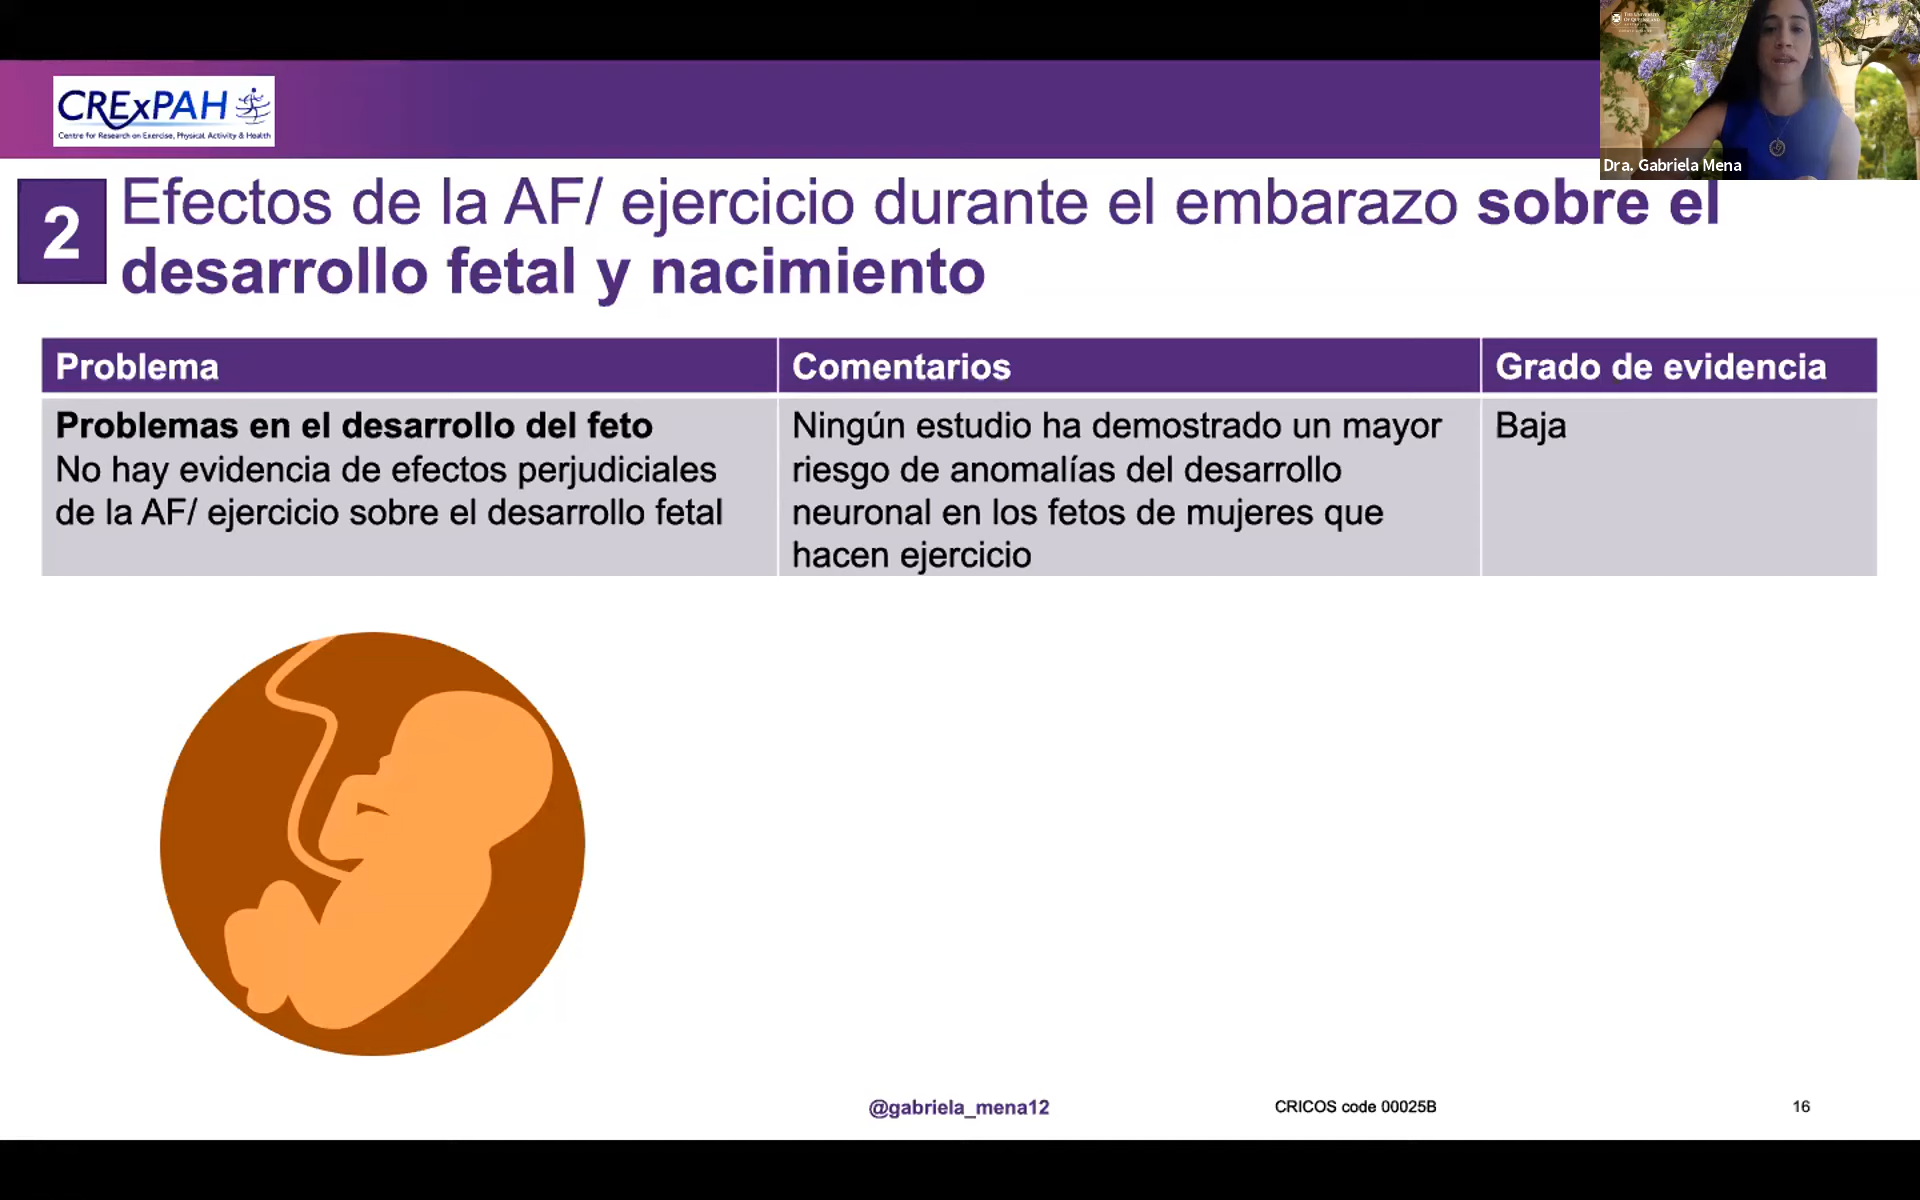 CRExPAH
Centre for Research on Exercise, Physical Activity & Health
Dra. Gabriela Mena
2
Efectos de la AF/ ejercicio durante el embarazo sobre el
desarrollo fetal y nacimiento
Problema
Comentarios
Grado de evidencia
Problemas en el desarrollo del feto
No hay evidencia de efectos perjudiciales
de la AF/ ejercicio sobre el desarrollo fetal
Ningún estudio ha demostrado un mayor
riesgo de anomalías del desarrollo
neuronal en los fetos de mujeres que
hacen ejercicio
Baja
@gabriela_mena12
CRICOS code 00025B
16